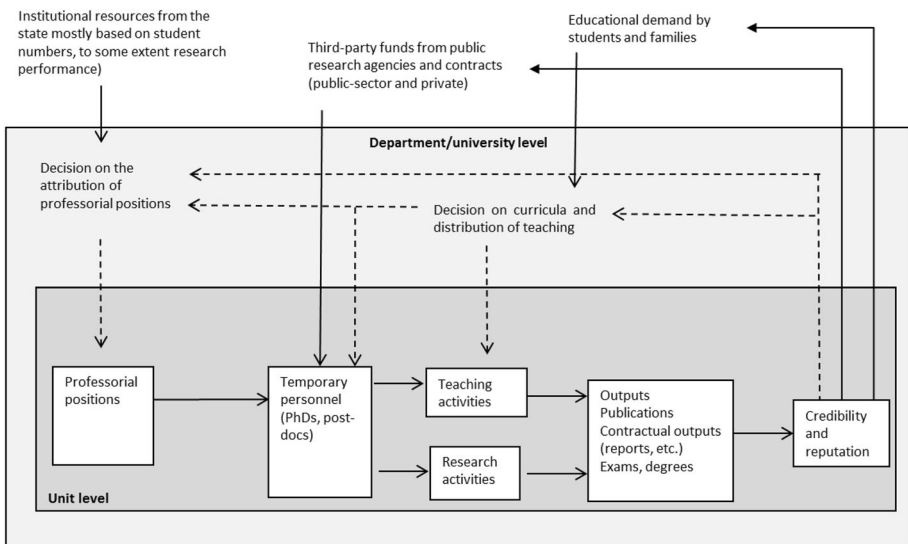 Institutional resources from the
state mostly based on student
numbers, to some extent research
performance)
Third-party funds from public
research agencies and contracts
(public-sector and private)
Educational demand by
students and families
Department/university level
Decision on the
attribution of
professorial positions
Decision on curricula and
distribution of teaching
Professorial
positions
Temporary
personnel
(PhDs, post-
docs)
Teaching
activities
Research
activities
Outputs
Publications
Contractual outputs
(reports, etc.)
Exams, degrees
Credibility
and
reputation
Unit level